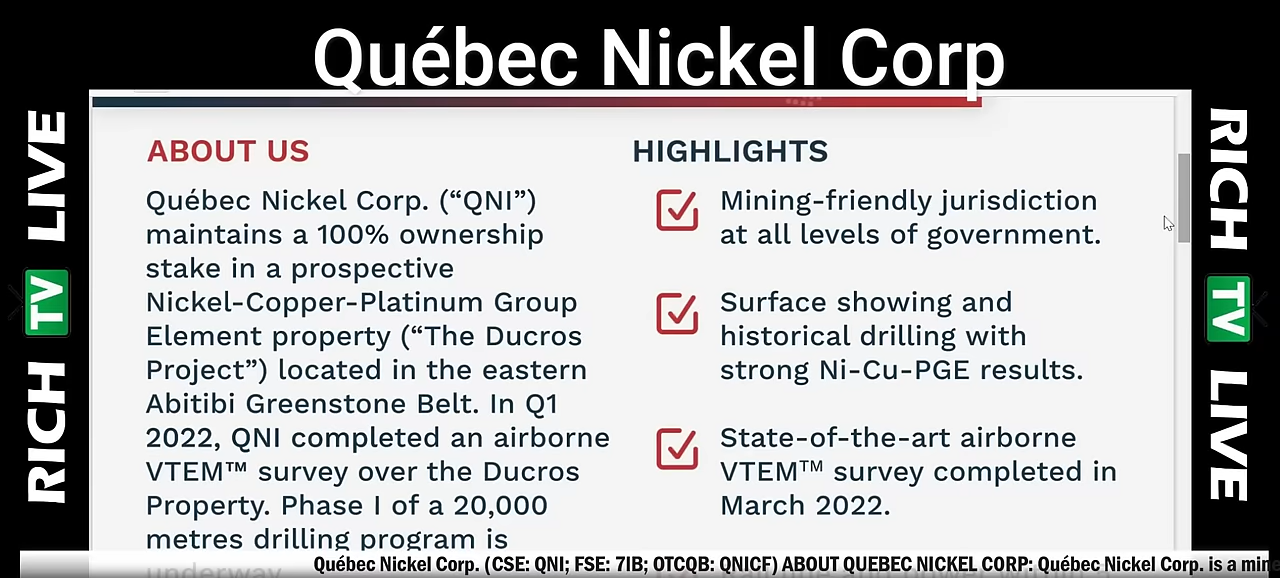 Québec Nickel Corp
RICH TV LIVE
ABOUT US
Québec Nickel Corp. (“QNI”)
maintains a 100% ownership
stake in a prospective
Nickel-Copper-Platinum Group
Element property (“The Ducros
Project”) located in the eastern
Abitibi Greenstone Belt. In Q1
2022, QNI completed an airborne
VTEM™ survey over the Ducros
Property. Phase I of a 20,000
metres drilling program is
underway
HIGHLIGHTS
Mining-friendly jurisdiction
at all levels of government.
Surface showing and
historical drilling with
strong Ni-Cu-PGE results.
State-of-the-art airborne
VTEM™ survey completed in
March 2022.
RICH TV LIVE
Québec Nickel Corp. (CSE: QNI; FSE: 7IB; OTCQB: QNICF) ABOUT QUEBEC NICKEL CORP: Québec Nickel Corp. is a